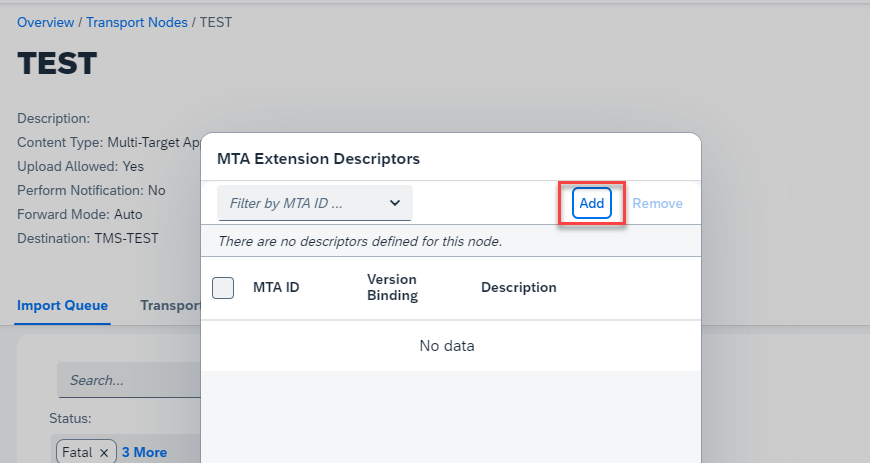 Overview / Transport Nodes / TEST
TEST
Description:
Content Type: Multi-Target Ap
Upload Allowed: Yes
Perform Notification: No
Forward Mode: Auto
Destination: TMS-TEST
Import Queue Transport
Search...
Status:
Fatal × 3 More
MTA Extension Descriptors
Filter by MTA ID ... Add Remove
There are no descriptors defined for this node.
MTA ID Version Binding Description
No data